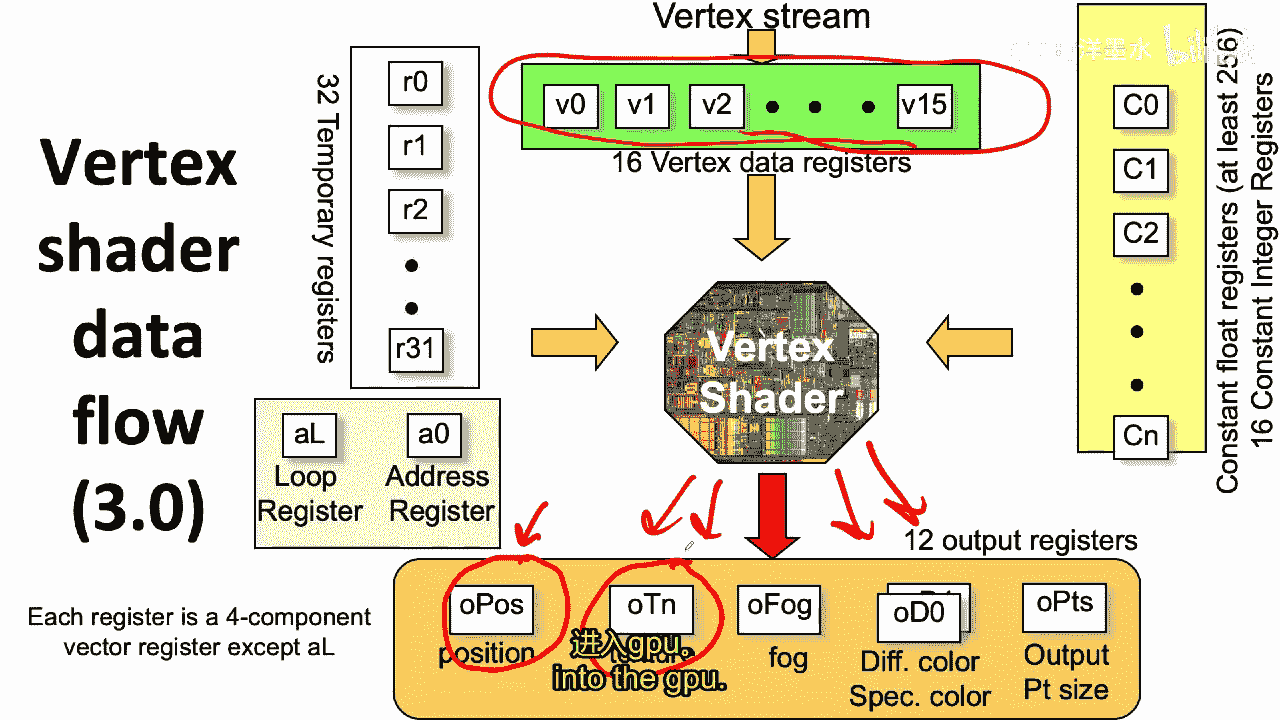 Vertex
shader
data
flow
(3.0)
Vertex stream
v0 v1 v2 v15
16 Vertex data registers
32 Temporary registers
r0
r1
r2
r31
aL
Loop
Register
a0
Address
Register
Vertex
Shader
C0
C1
C2
Cn
Constant float registers (at least 256)
16 Constant Integer Registers
12 output registers
oPos
position
oTn
oFog
fog
oD0
Diff. color
Spec. color
oPts
Output
Pt size
Each register is a 4-component
vector register except aL
进入gpu.
into the gpu.
洋墨水